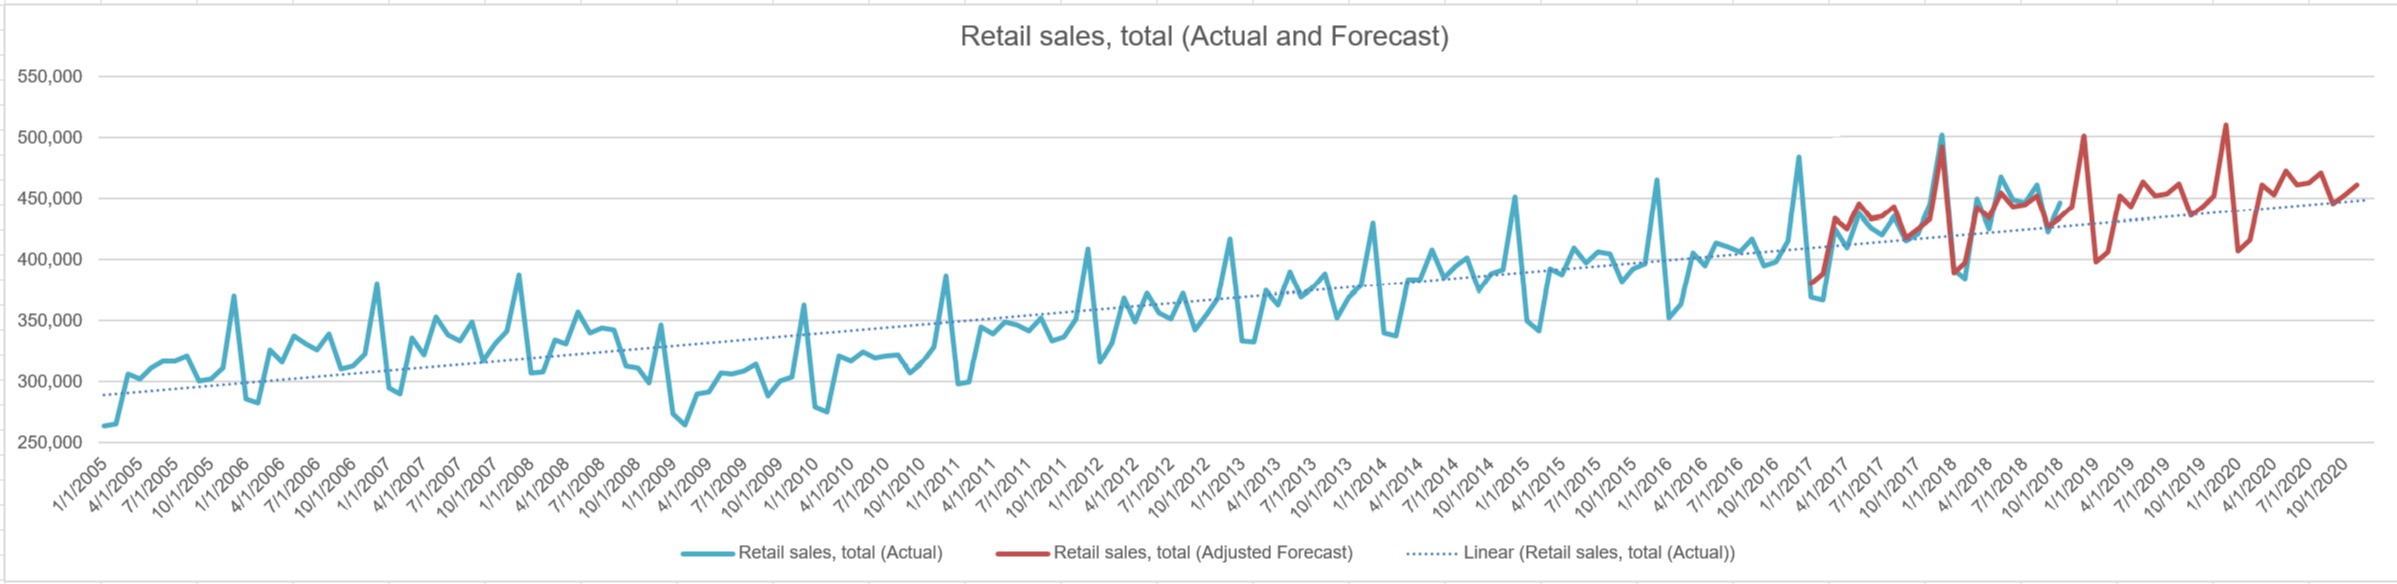 Retail sales, total (Actual and Forecast)
550,000
500,000
450,000
400,000
350,000
300,000
250,000
1/1/2005 4/1/2005 7/1/2005 10/1/2005 1/1/2006 4/1/2006 7/1/2006 10/1/2006 1/1/2007 4/1/2007 7/1/2007 10/1/2007 1/1/2008 4/1/2008 7/1/2008 10/1/2008 1/1/2009 4/1/2009 7/1/2009 10/1/2009 1/1/2010 4/1/2010 7/1/2010 10/1/2010 1/1/2011 4/1/2011 7/1/2011 10/1/2011 1/1/2012 4/1/2012 7/1/2012 10/1/2012 1/1/2013 4/1/2013 7/1/2013 10/1/2013 1/1/2014 4/1/2014 7/1/2014 10/1/2014 1/1/2015 4/1/2015 7/1/2015 10/1/2015 1/1/2016 4/1/2016 7/1/2016 10/1/2016 1/1/2017 4/1/2017 7/1/2017 10/1/2017 1/1/2018 4/1/2018 7/1/2018 10/1/2018 1/1/2019 4/1/2019 7/1/2019 10/1/2019 1/1/2020 4/1/2020 7/1/2020 10/1/2020
Retail sales, total (Actual) Retail sales, total (Adjusted Forecast) Linear (Retail sales, total (Actual))